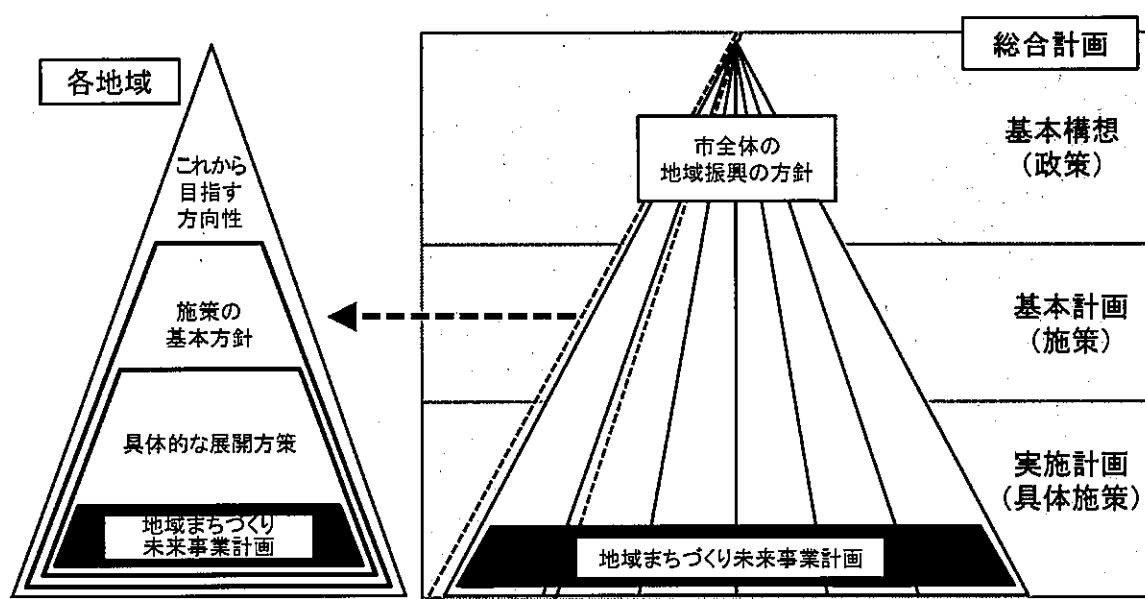 各地域
これから
目指す
方向性
施策の
基本方針
具体的な展開方策
地域まちづくり
未来事業計画
総合計画
市全体の
地域振興の方針
基本構想
(政策)
基本計画
(施策)
実施計画
(具体施策)
地域まちづくり未来事業計画